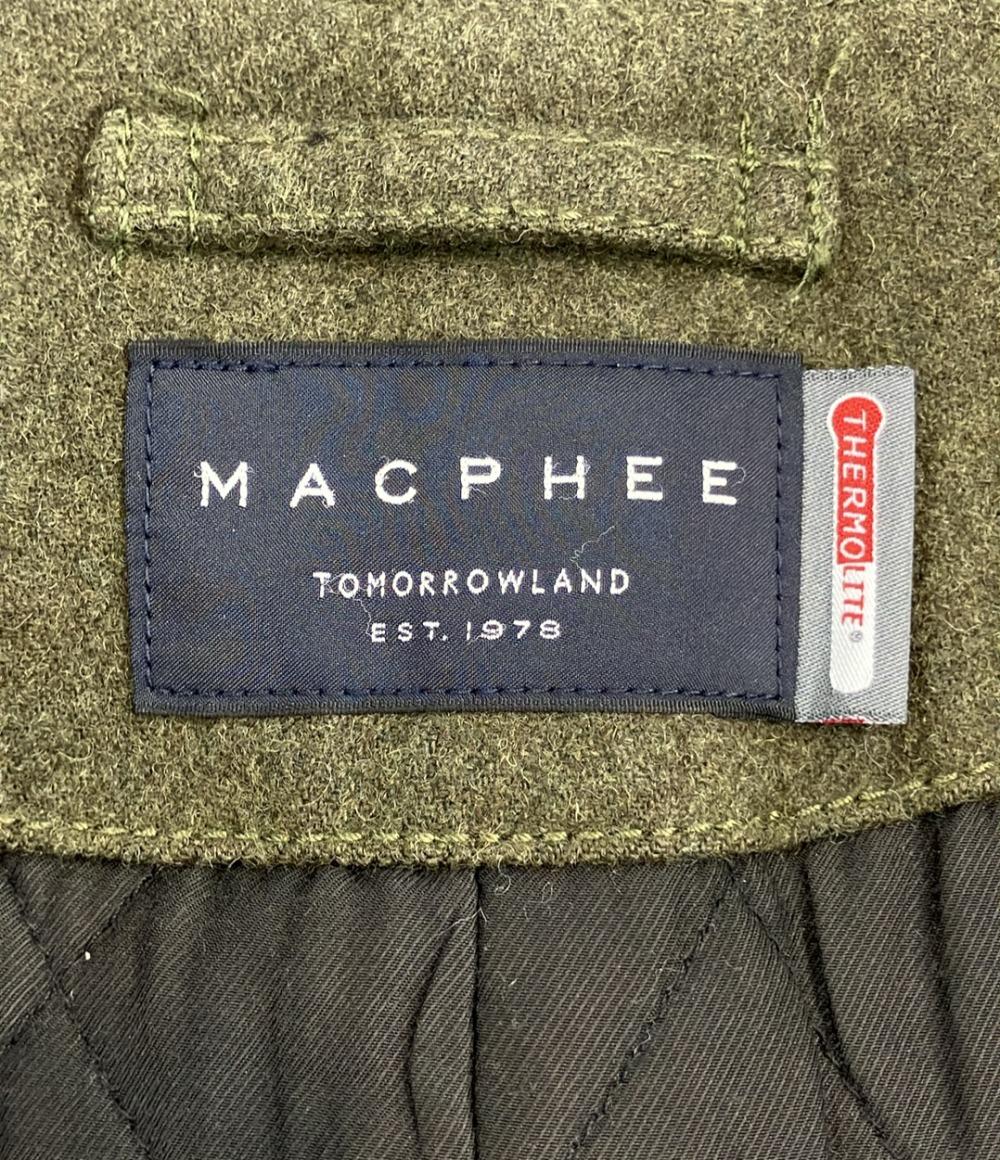 MACPHEE
TOMORROWLAND
EST. 1978
THERMOLITE®